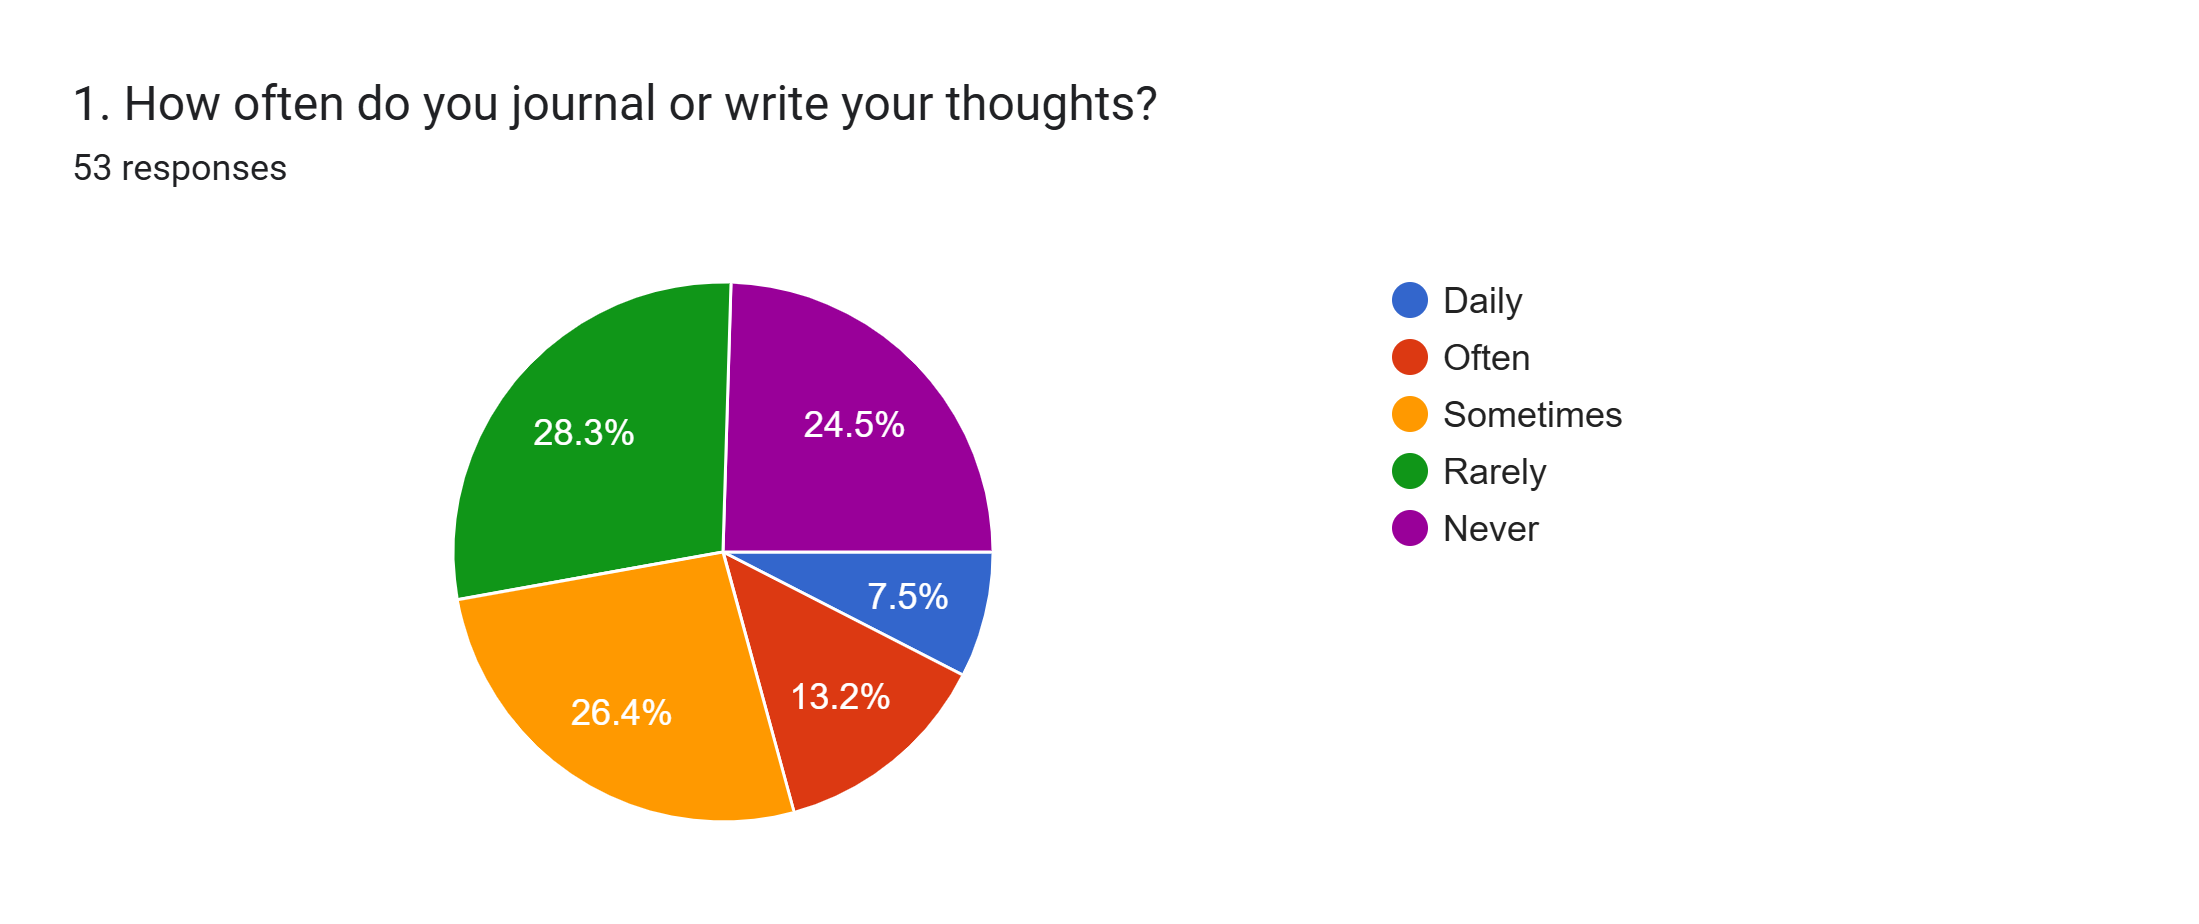 1. How often do you journal or write your thoughts?
53 responses
28.3%
24.5%
7.5%
13.2%
26.4%
Daily
Often
Sometimes
Rarely
Never